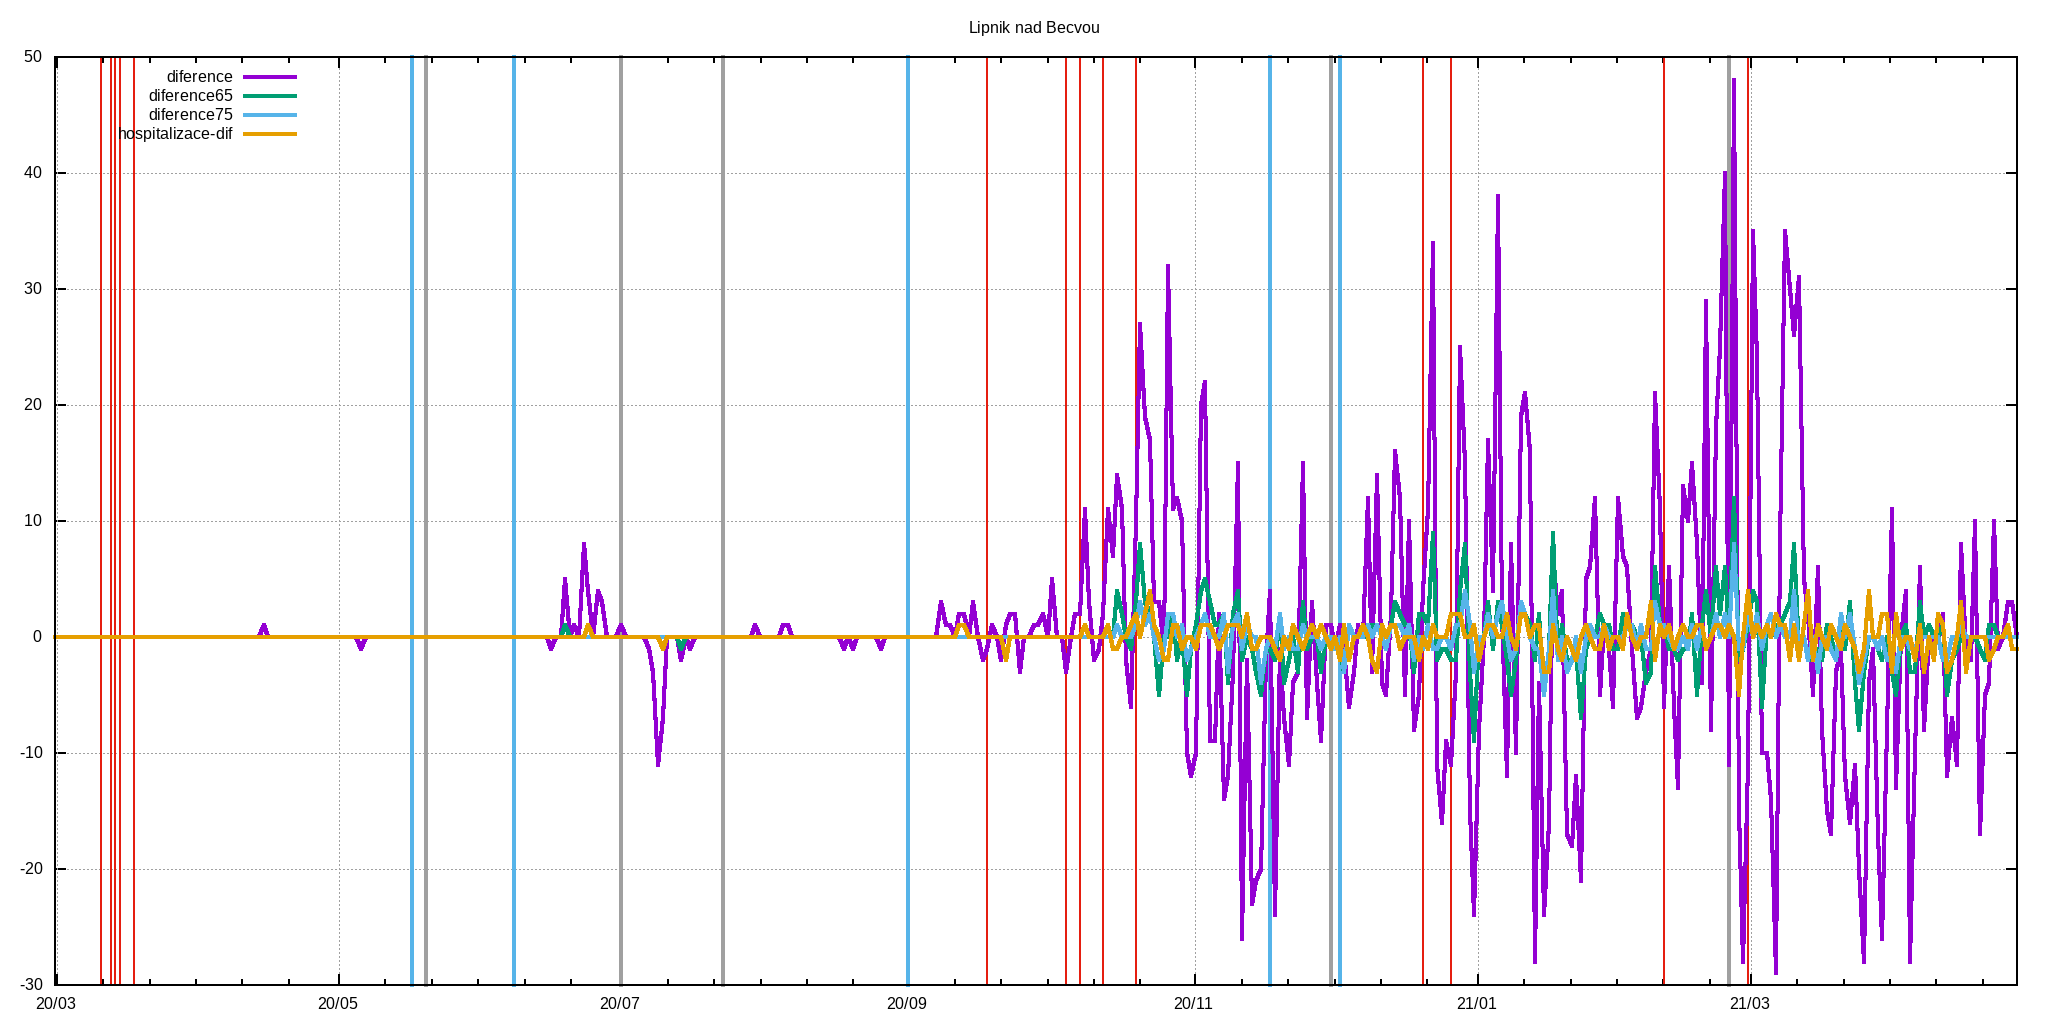 Lipnik nad Becvou
50
40
30
20
10
0
-10
-20
-30
diference
diference65
diference75
hospitalizace-dif
20/03 20/05 20/07 20/09 20/11 21/01 21/03